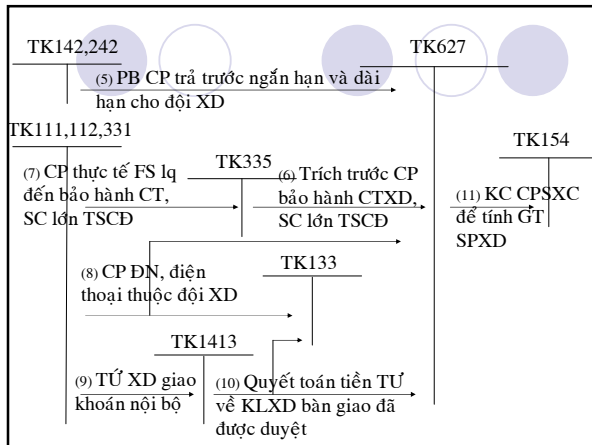 TK142,242
TK627
(5) PB CP trả trước ngắn hạn và dài
hạn cho đội XD
TK111,112,331
TK154
(7) CP thực tế FS lq
đến bảo hành CT,
SC lớn TSCĐ
TK335
(6) Trích trước CP
bảo hành CTXD,
SC lớn TSCĐ
(11) KC CPSXC
để tính GT
SPXD
(8) CP ĐN, điện
thoại thuộc đội XD
TK133
TK1413
(9) TỨ XD giao
khoán nội bộ
(10) Quyết toán tiền TƯ
về KLXD bàn giao đã
được duyệt